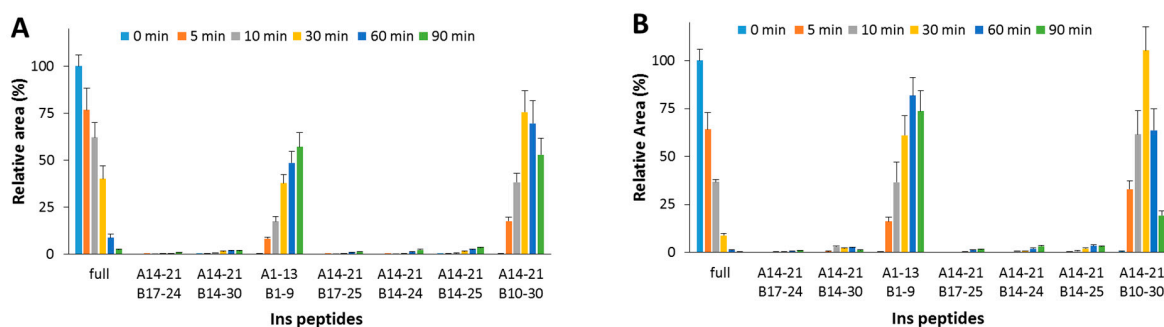 A
0 min 5 min 10 min 30 min 60 min 90 min
Relative area (%)
100
75
50
25
0
full A14-21 A14-21 A1-13 A14-21 A14-21 A14-21 A14-21
B17-24 B14-30 B1-9 B17-25 B14-24 B14-25 B10-30
Ins peptides
B
0 min 5 min 10 min 30 min 60 min 90 min
Relative Area (%)
100
75
50
25
0
full A14-21 A14-21 A1-13 A14-21 A14-21 A14-21 A14-21
B17-24 B14-30 B1-9 B17-25 B14-24 B14-25 B10-30
Ins peptides